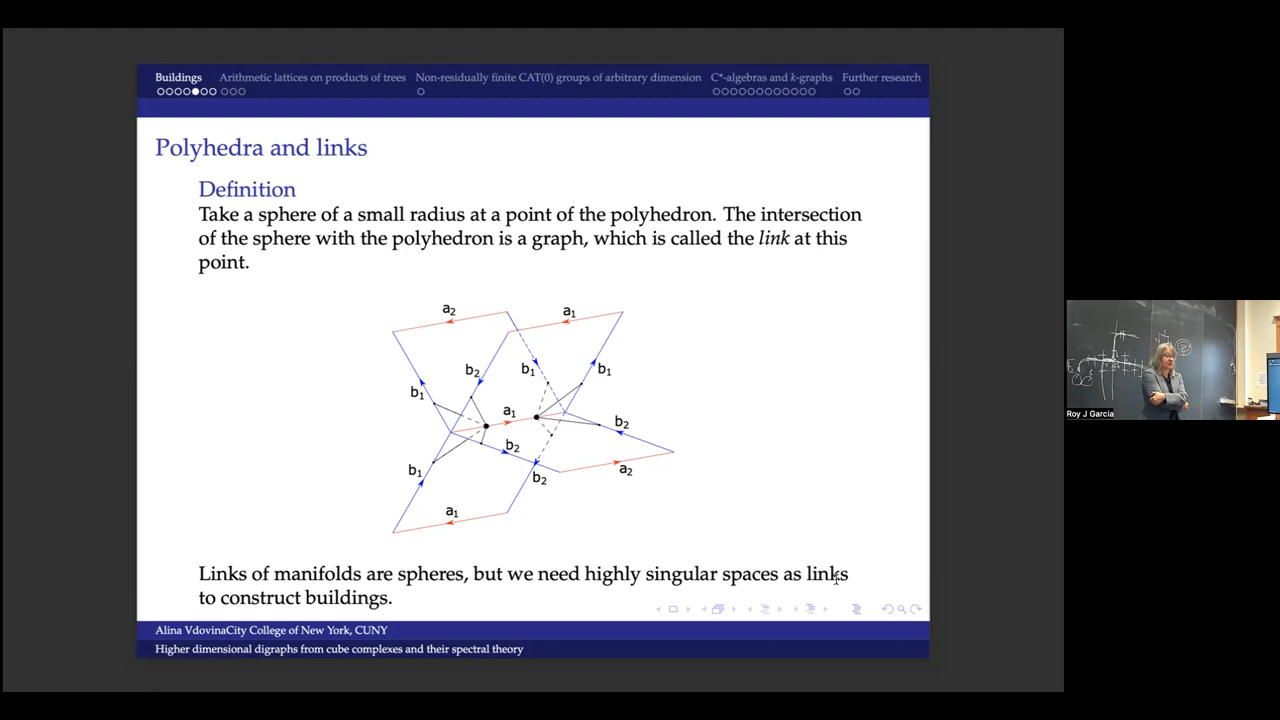 Buildings Arithmetic lattices on products of trees Non-residually finite CAT(0) groups of arbitrary dimension C*-algebras and k-graphs Further research
Polyhedra and links
Definition
Take a sphere of a small radius at a point of the polyhedron. The intersection
of the sphere with the polyhedron is a graph, which is called the link at this
point.
a₂
a₁
b₂
b₁
b₁
b₁
a₁
b₂
b₂
b₁
a₂
b₂
a₁
Links of manifolds are spheres, but we need highly singular spaces as links
to construct buildings.
Alina VdovinaCity College of New York, CUNY
Higher dimensional digraphs from cube complexes and their spectral theory
Roy J Garcia